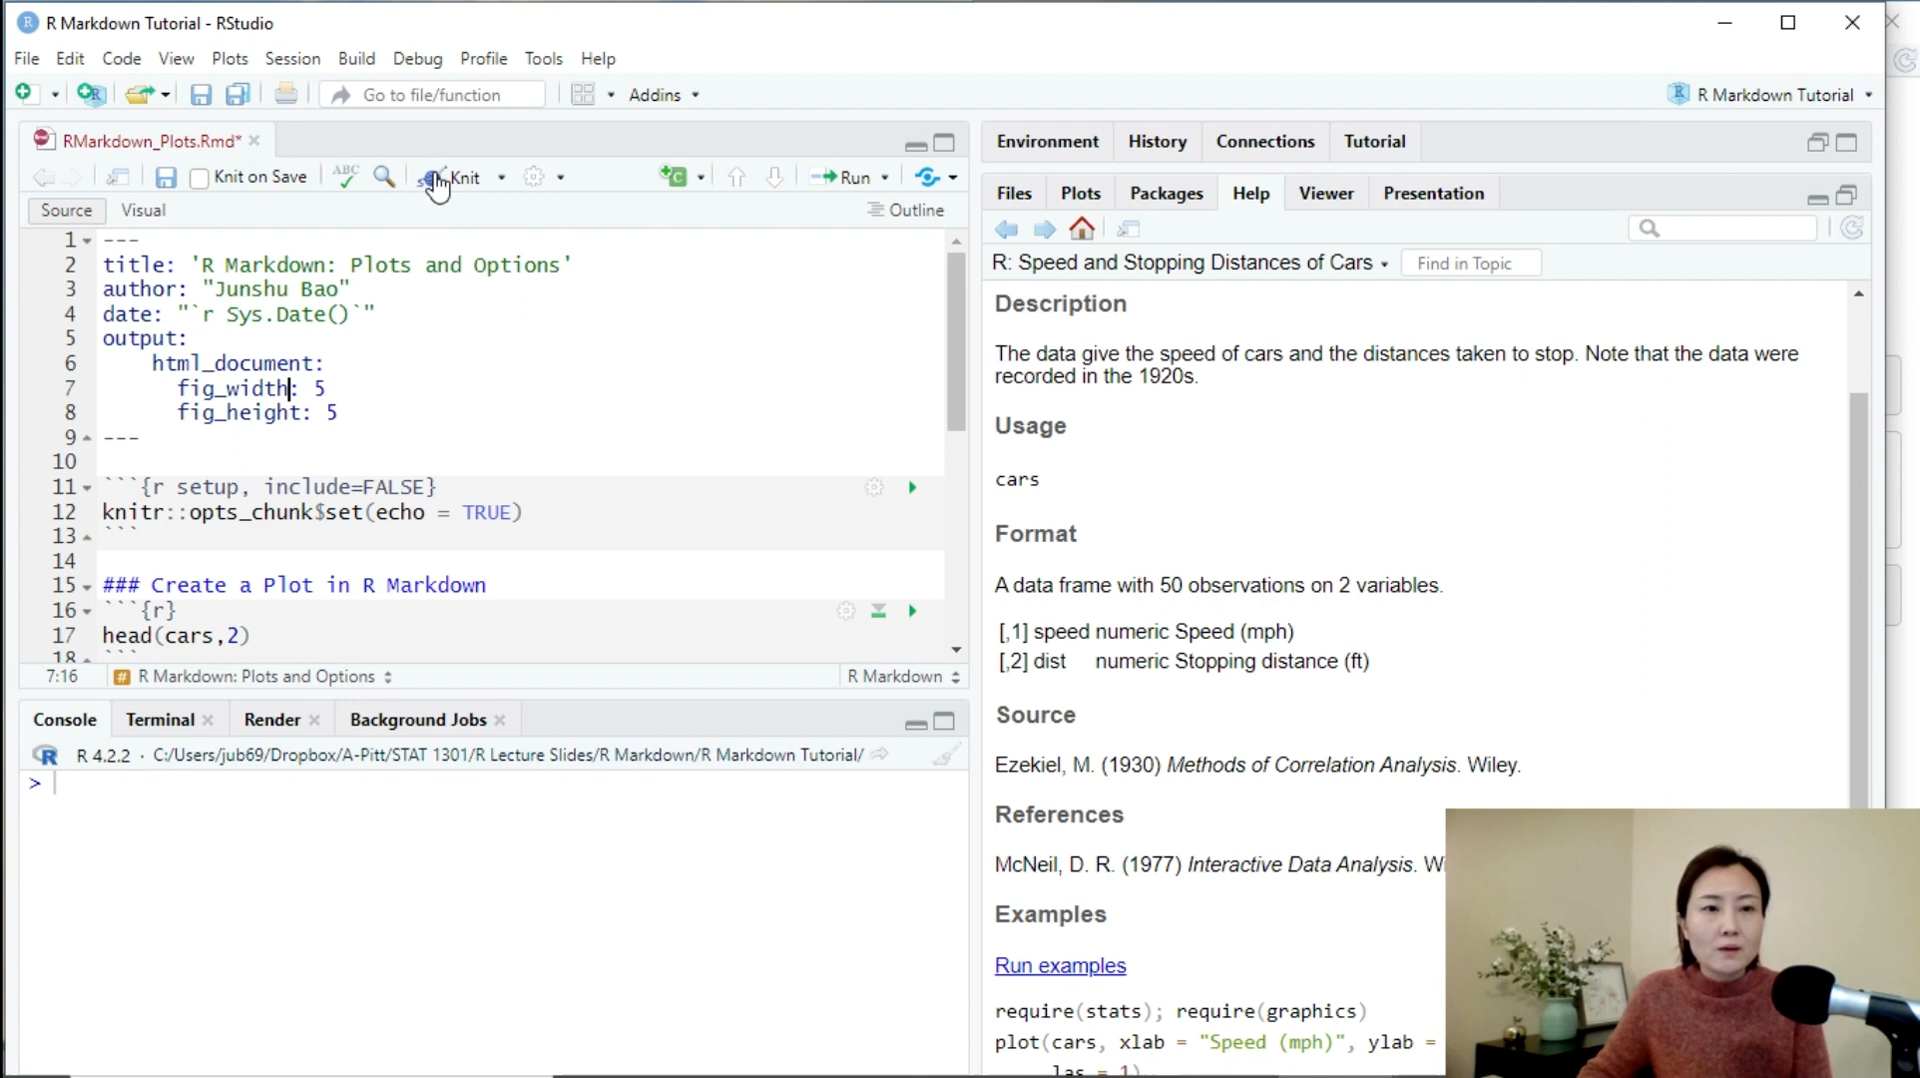 R Markdown Tutorial - RStudio
File Edit Code View Plots Session Build Debug Profile Tools Help
Go to file/function Addins R Markdown Tutorial
RMarkdown_Plots.Rmd*
Knit on Save ABC Knit Run
Source Visual Outline
1 ---
2 title: 'R Markdown: Plots and Options'
3 author: "Junshu Bao"
4 date: "`r Sys.Date()`"
5 output:
6 html_document:
7 fig_width: 5
8 fig_height: 5
9 ---
10
11 ```{r setup, include=FALSE}
12 knitr::opts_chunk$set(echo = TRUE)
13 ```
14
15 ### Create a Plot in R Markdown
16 ```{r}
17 head(cars,2)
18 ```
7:16 R Markdown: Plots and Options R Markdown
Console Terminal Render Background Jobs
R 4.2.2 · C:/Users/jub69/Dropbox/A-Pitt/STAT 1301/R Lecture Slides/R Markdown/R Markdown Tutorial/
>
Environment History Connections Tutorial
Files Plots Packages Help Viewer Presentation
R: Speed and Stopping Distances of Cars Find in Topic
Description
The data give the speed of cars and the distances taken to stop. Note that the data were
recorded in the 1920s.
Usage
cars
Format
A data frame with 50 observations on 2 variables.
[,1] speed numeric Speed (mph)
[,2] dist numeric Stopping distance (ft)
Source
Ezekiel, M. (1930) Methods of Correlation Analysis. Wiley.
References
McNeil, D. R. (1977) Interactive Data Analysis. Wi
Examples
Run examples
require(stats); require(graphics)
plot(cars, xlab = "Speed (mph)", ylab =
las = 1)